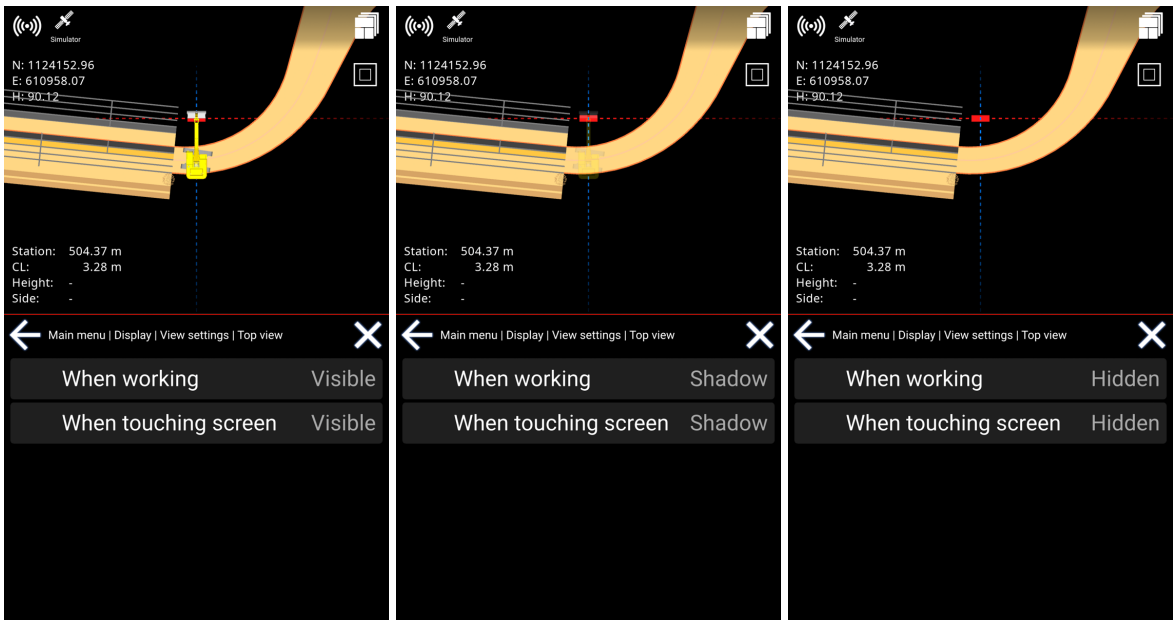 Simulator
N: 1124152.96
E: 610958.07
H: 90.12
Station: 504.37 m
CL: 3.28 m
Height: -
Side: -
Main menu | Display | View settings | Top view
When working Visible
When touching screen Visible
Simulator
N: 1124152.96
E: 610958.07
H: 90.12
Station: 504.37 m
CL: 3.28 m
Height: -
Side: -
Main menu | Display | View settings | Top view
When working Shadow
When touching screen Shadow
Simulator
N: 1124152.96
E: 610958.07
H: 90.12
Station: 504.37 m
CL: 3.28 m
Height: -
Side: -
Main menu | Display | View settings | Top view
When working Hidden
When touching screen Hidden